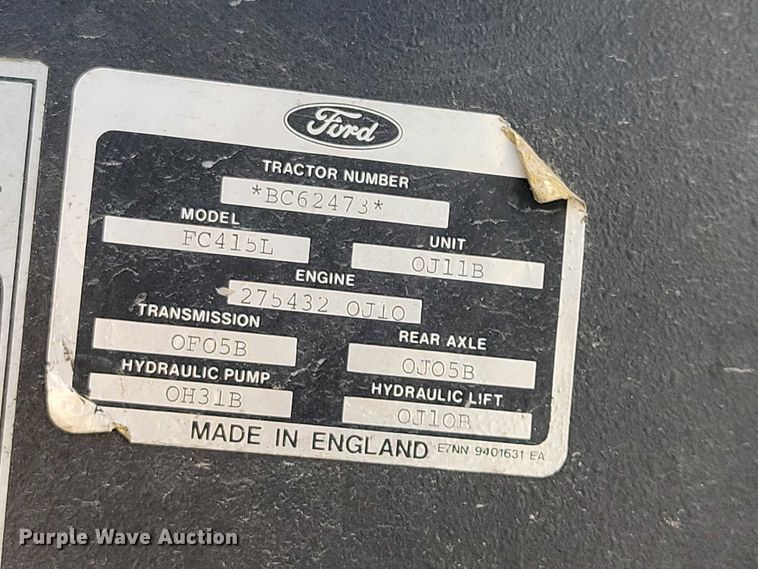 Ford
TRACTOR NUMBER
*BC62473*
MODEL
FC415L
UNIT
0J11B
ENGINE
275432 0J10
TRANSMISSION
0F05B
REAR AXLE
0J05B
HYDRAULIC PUMP
0H31B
HYDRAULIC LIFT
0J10B
MADE IN ENGLAND E7NN 9401631 EA
Purple Wave Auction